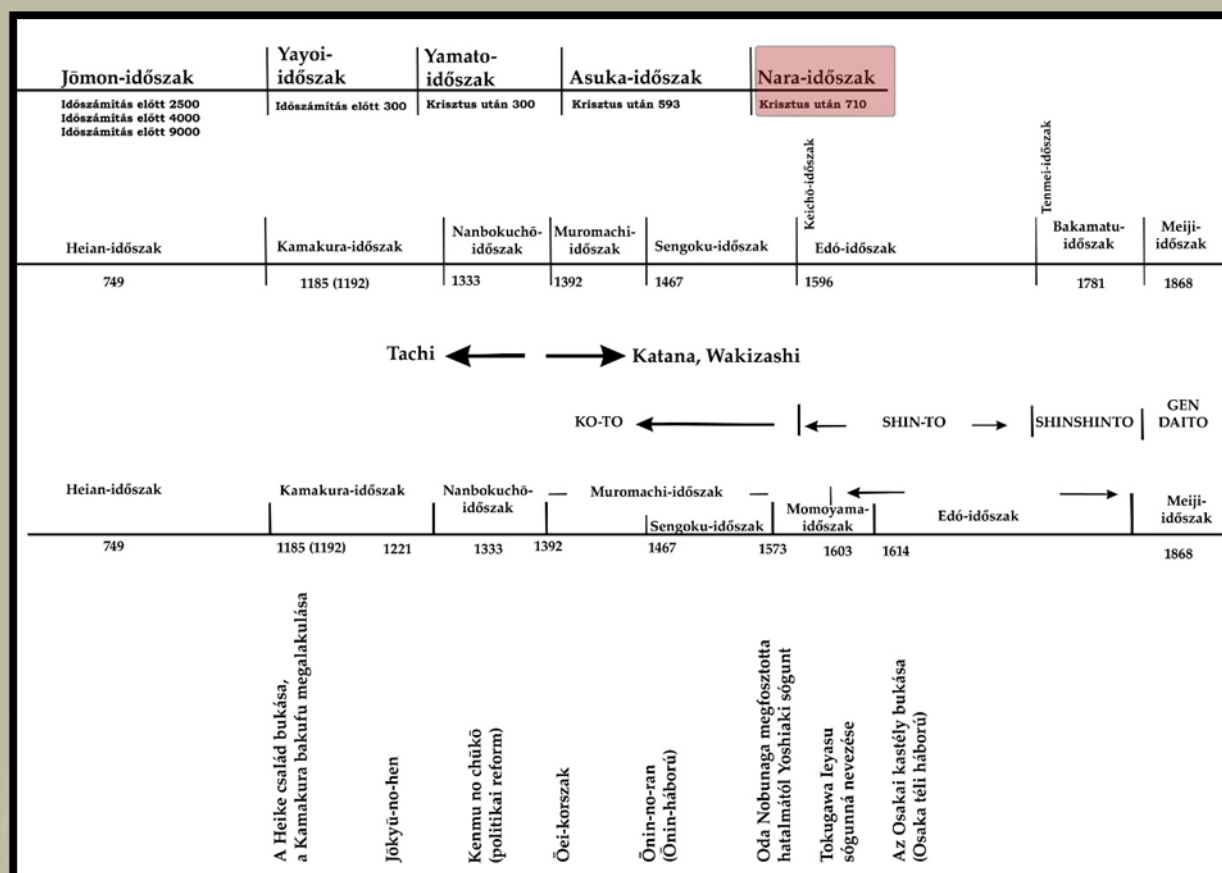 Jōmon-időszak
Időszámítás előtt 2500
Időszámítás előtt 4000
Időszámítás előtt 9000
Yayoi-
időszak
Időszámítás előtt 300
Yamato-
időszak
Krisztus után 300
Asuka-időszak
Krisztus után 593
Nara-időszak
Krisztus után 710
Heian-időszak
749
Kamakura-időszak
1185 (1192)
Nanbokuchō-
időszak
1333
Muromachi-
időszak
1392
Sengoku-időszak
1467
Keichō-időszak
Edó-időszak
1596
Tenmei-időszak
Bakamatu-
időszak
1781
Meiji-
időszak
1868
Tachi
Katana, Wakizashi
KO-TO
SHIN-TO
SHINSHINTO
GEN
DAITO
Heian-időszak
749
Kamakura-időszak
1185 (1192)
1221
Nanbokuchō-
időszak
1333
1392
Muromachi-időszak
Sengoku-időszak
1467
1573
Momoyama-
időszak
1603
1614
Edó-időszak
Meiji-
időszak
1868
A Heike család bukása,
a Kamakura bakufu megalakulása
Jōkyū-no-hen
Kenmu no chūkō
(politikai reform)
Ōei-korszak
Ōnin-no-ran
(Ōnin-háború)
Oda Nobunaga megfosztotta
hatalmától Yoshiaki sógunt
Tokugawa Ieyasu
sógunná nevezése
Az Osakai kastély bukása
(Osaka téli háború)